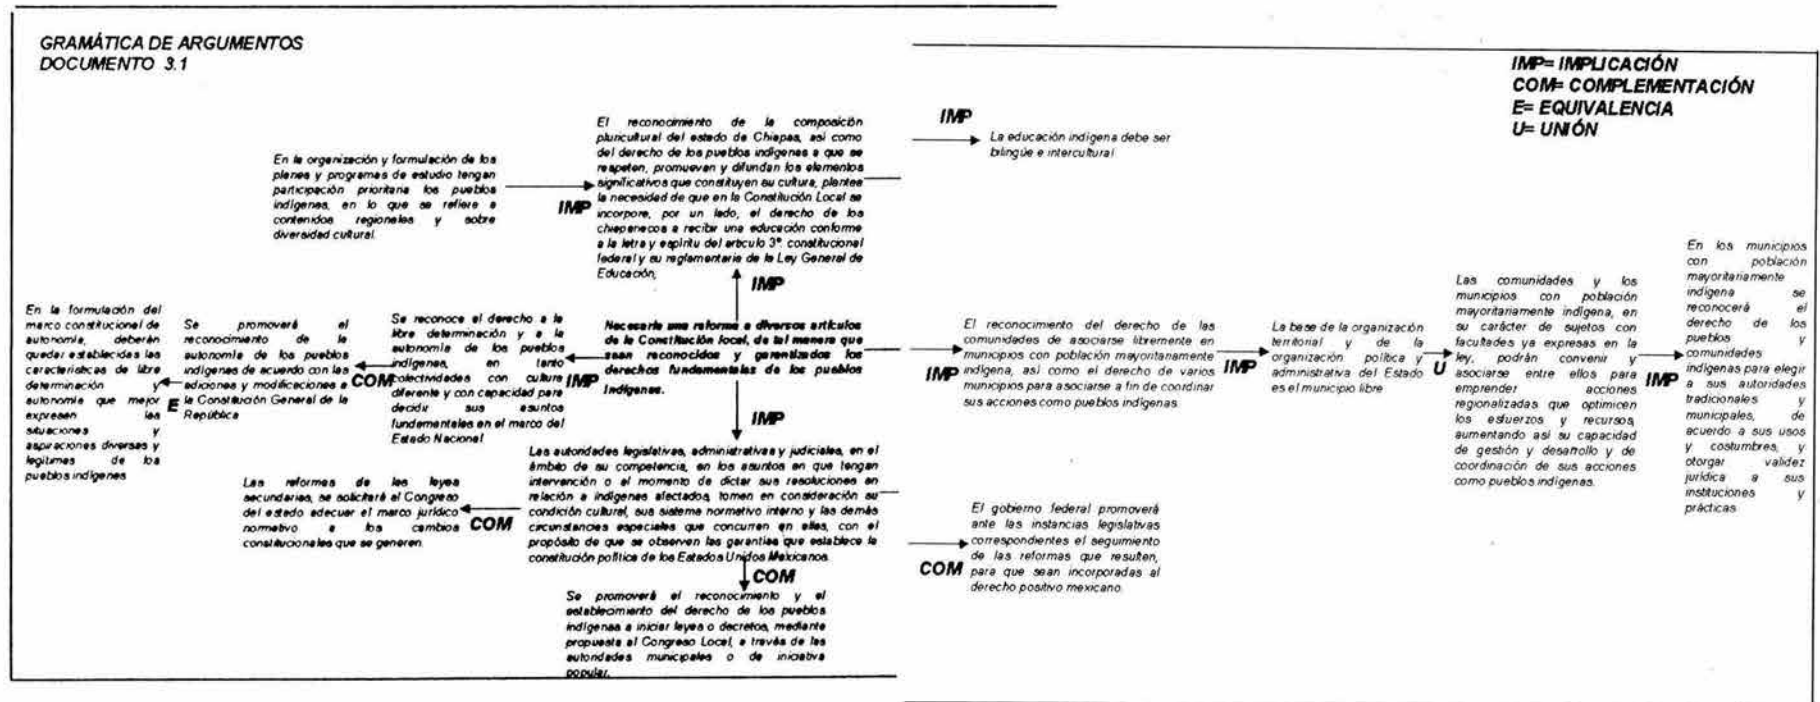 GRAMÁTICA DE ARGUMENTOS
DOCUMENTO 3.1
IMP= IMPLICACIÓN
COM= COMPLEMENTACIÓN
E= EQUIVALENCIA
U= UNIÓN
En la organización y formulación de los
planes y programas de estudio tengan
participación prioritaria los pueblos
indígenas, en lo que se refiere a
contenidos regionales y sobre
diversidad cultural.
IMP
El reconocimiento de la composición
pluricultural del estado de Chiapas, así como
del derecho de los pueblos indígenas a que se
respeten, promuevan y difundan los elementos
significativos que constituyen su cultura, plantea
la necesidad de que en la Constitución Local se
incorpore, por un lado, el derecho de los
chiapanecos a recibir una educación conforme
a la letra y espíritu del artículo 3°. constitucional
federal y su reglamentaria de la Ley General de
Educación,
IMP
La educación indígena debe ser
bilingüe e intercultural
IMP
En la formulación del
marco constitucional de
autonomía, deberán
quedar establecidas las
características de libre
determinación y
autonomía que mejor
expresen las
situaciones y
aspiraciones diversas y
legítimas de los
pueblos indígenas
E
Se promoverá el
reconocimiento de la
autonomía de los pueblos
indígenas de acuerdo con las
adiciones y modificaciones a
la Constitución General de la
República
COM
Se reconoce el derecho a la
libre determinación y a la
autonomía de los pueblos
indígenas, en tanto
colectividades con cultura
diferente y con capacidad para
decidir sus asuntos
fundamentales en el marco del
Estado Nacional
IMP
Necesaria una reforma a diversos artículos
de la Constitución local, de tal manera que
sean reconocidos y garantizados los
derechos fundamentales de los pueblos
indígenas.
IMP
El reconocimiento del derecho de las
comunidades de asociarse libremente en
municipios con población mayoritariamente
indígena, así como el derecho de varios
municipios para asociarse a fin de coordinar
sus acciones como pueblos indígenas.
IMP
La base de la organización
territorial y de la
organización política y
administrativa del Estado
es el municipio libre
U
Las comunidades y los
municipios con población
mayoritariamente indígena, en
su carácter de sujetos con
facultades ya expresas en la
ley, podrán convenir y
asociarse entre ellos para
emprender acciones
regionalizadas que optimicen
los esfuerzos y recursos,
aumentando así su capacidad
de gestión y desarrollo y de
coordinación de sus acciones
como pueblos indígenas.
IMP
En los municipios
con población
mayoritariamente
indígena se
reconocerá el
derecho de los
pueblos y
comunidades
indígenas para elegir
a sus autoridades
tradicionales y
municipales, de
acuerdo a sus usos
y costumbres, y
otorgar validez
jurídica a sus
instituciones y
prácticas
IMP
Las autoridades legislativas, administrativas y judiciales, en el
ámbito de su competencia, en los asuntos en que tengan
intervención o al momento de dictar sus resoluciones en
relación a indígenas afectados, tomen en consideración su
condición cultural, sus sistema normativo interno y las demás
circunstancias especiales que concurren en ellas, con el
propósito de que se observen las garantías que establece la
constitución política de los Estados Unidos Mexicanos.
Las reformas de las leyes
secundarias, se solicitará al Congreso
del estado adecuar el marco jurídico
normativo a los cambios
constitucionales que se generen.
COM
El gobierno federal promoverá
ante las instancias legislativas
correspondientes el seguimiento
de las reformas que resulten,
para que sean incorporadas al
derecho positivo mexicano.
COM
COM
Se promoverá el reconocimiento y el
establecimiento del derecho de los pueblos
indígenas a iniciar leyes o decretos, mediante
propuesta al Congreso Local, a través de las
autoridades municipales o de iniciativa
popular.